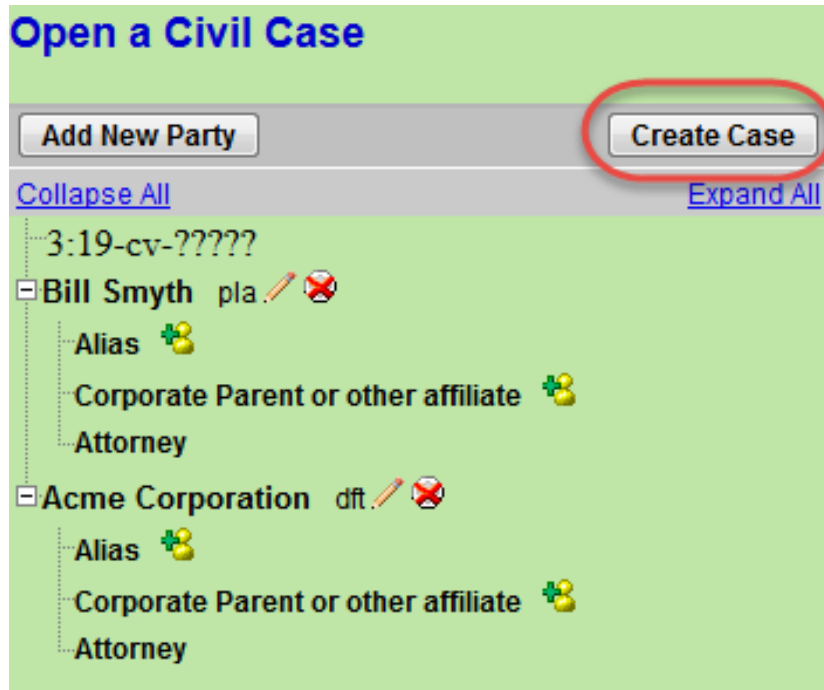 Open a Civil Case
Add New Party Create Case
Collapse All Expand All
3:19-cv-?????
Bill Smyth pla
Alias
Corporate Parent or other affiliate
Attorney
Acme Corporation dft
Alias
Corporate Parent or other affiliate
Attorney